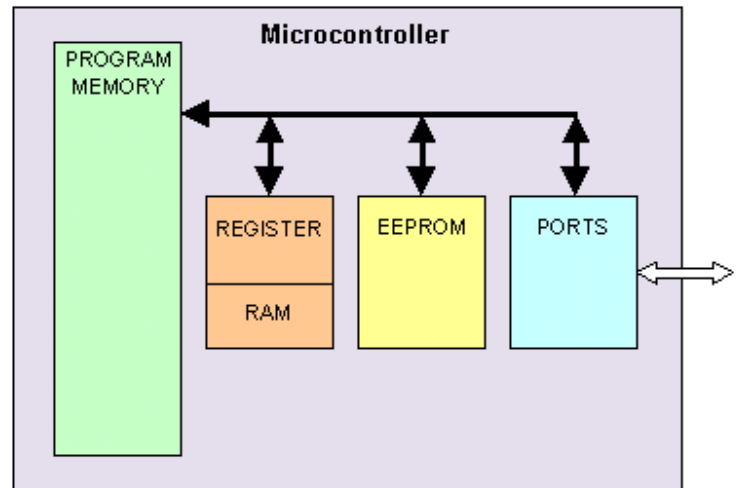 Microcontroller
PROGRAM
MEMORY
REGISTER
RAM
EEPROM
PORTS